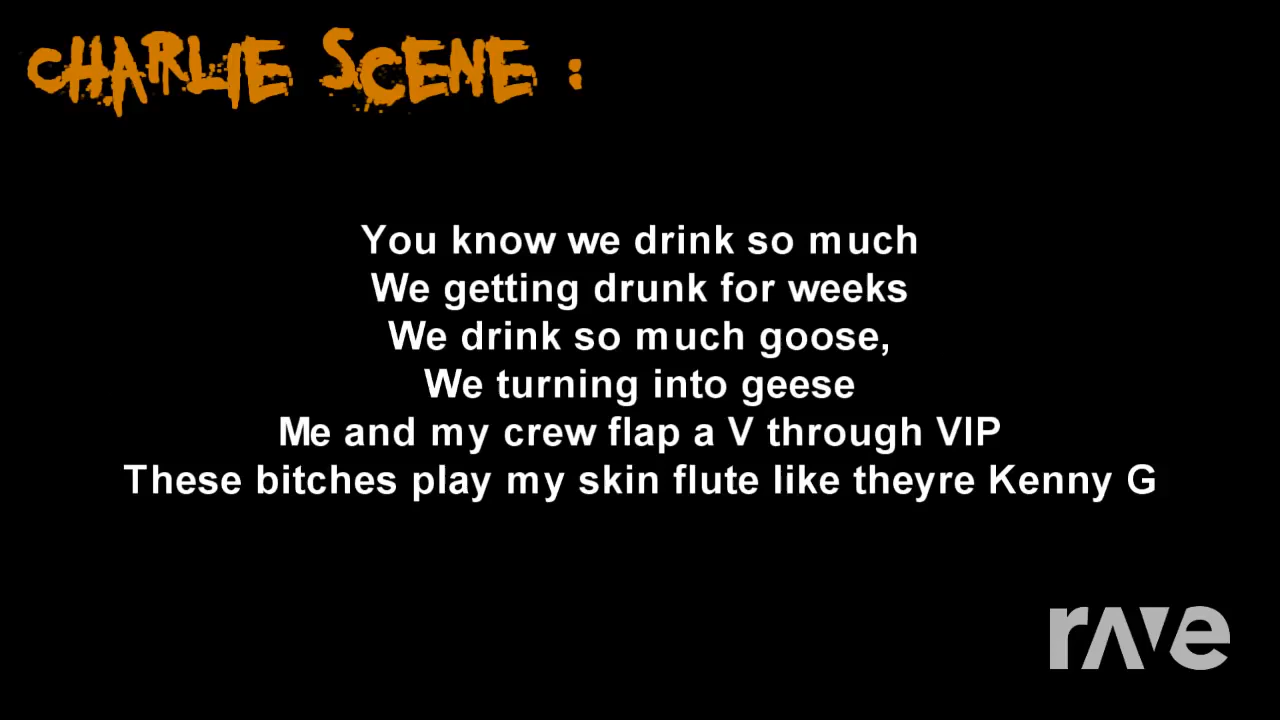 CHARLIE SCENE :
You know we drink so much
We getting drunk for weeks
We drink so much goose,
We turning into geese
Me and my crew flap a V through VIP
These bitches play my skin flute like theyre Kenny G
rave